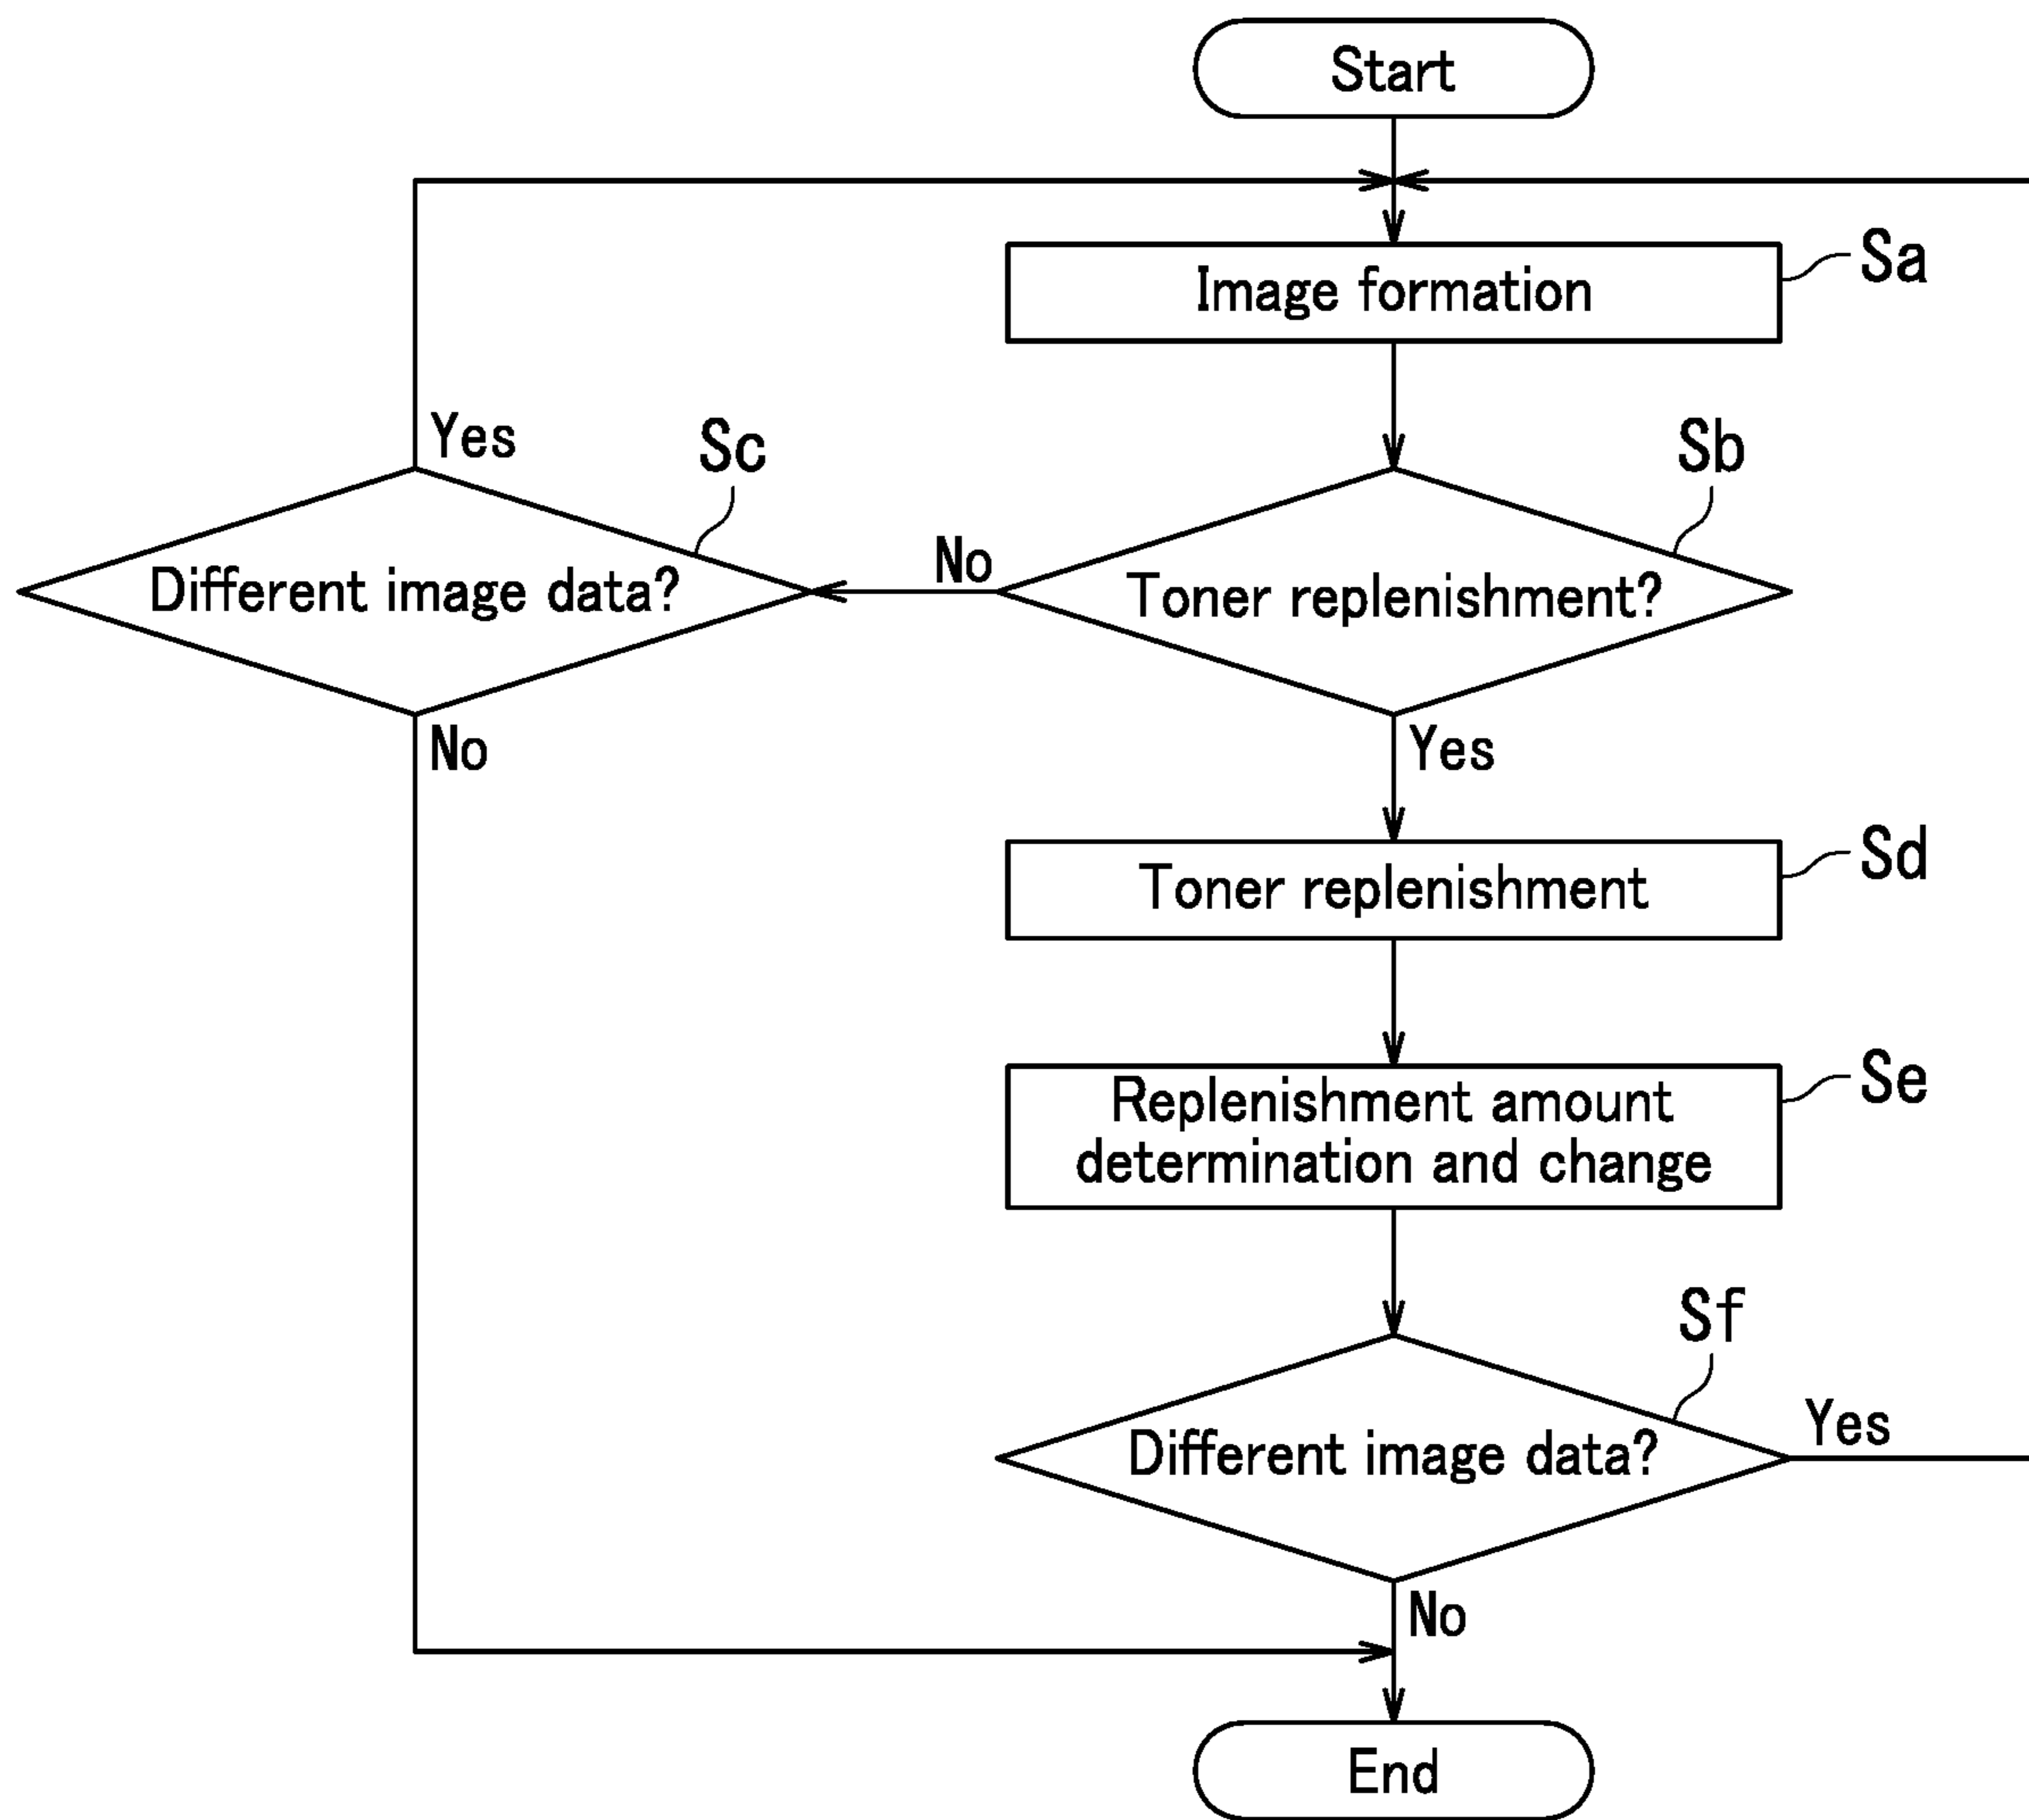 Start
Image formation
Sa
Yes
Sc
Sb
Different image data?
No
Toner replenishment?
No
Yes
Toner replenishment
Sd
Replenishment amount
determination and change
Se
Sf
Different image data?
Yes
No
End